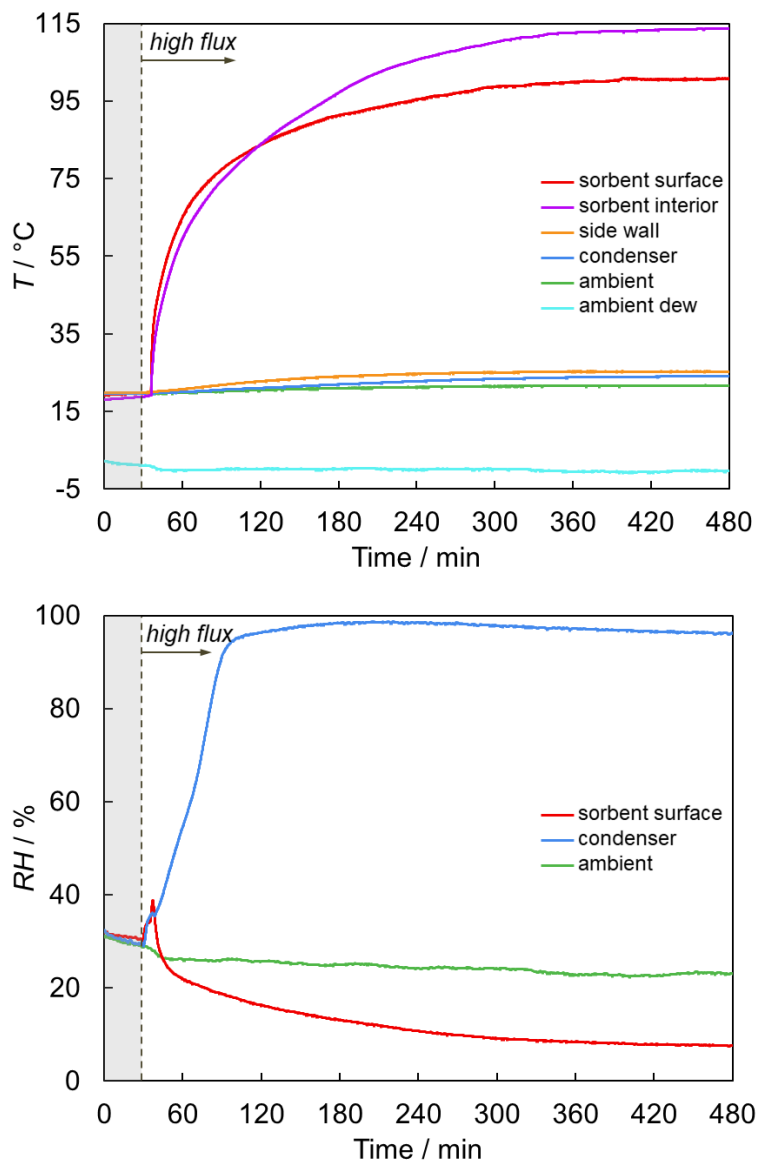 115
95
75
55
35
15
-5
T / °C
high flux
sorbent surface
sorbent interior
side wall
condenser
ambient
ambient dew
0 60 120 180 240 300 360 420 480
Time / min
100
80
60
40
20
0
RH / %
high flux
sorbent surface
condenser
ambient
0 60 120 180 240 300 360 420 480
Time / min